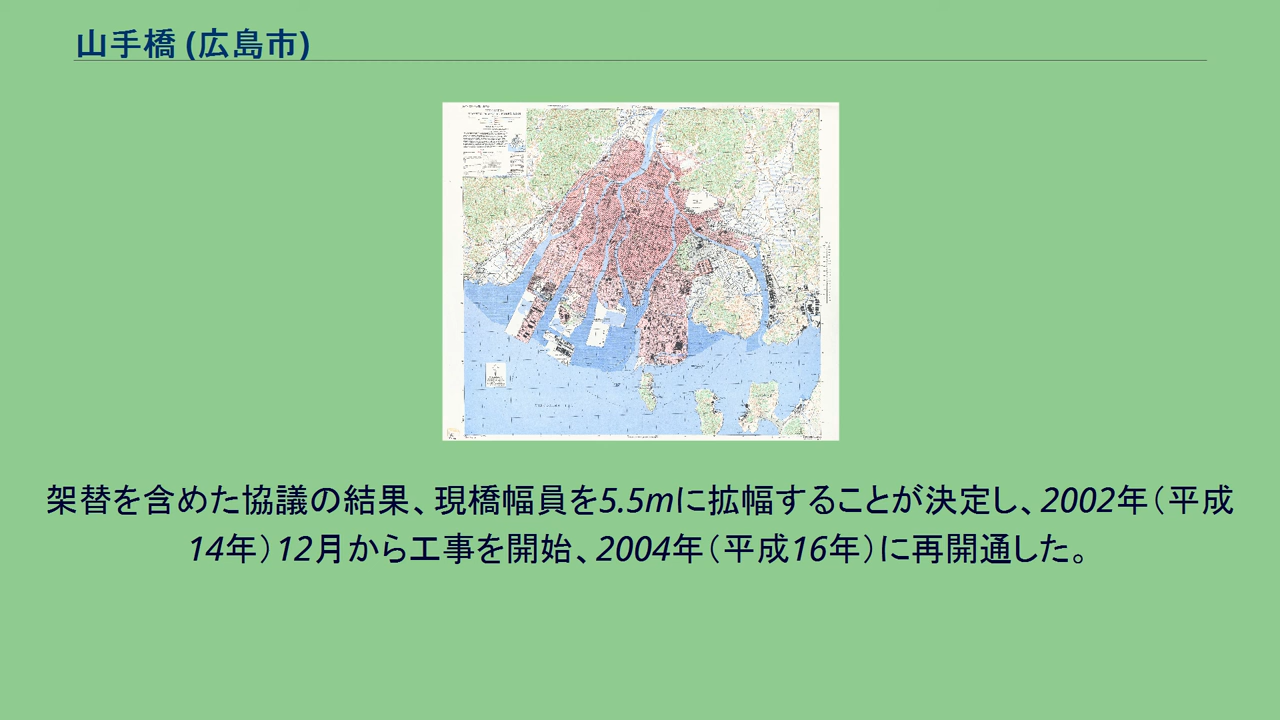 山手橋 (広島市)
架替を含めた協議の結果、現橋幅員を5.5mに拡幅することが決定し、2002年（平成
14年）12月から工事を開始、2004年（平成16年）に再開通した。